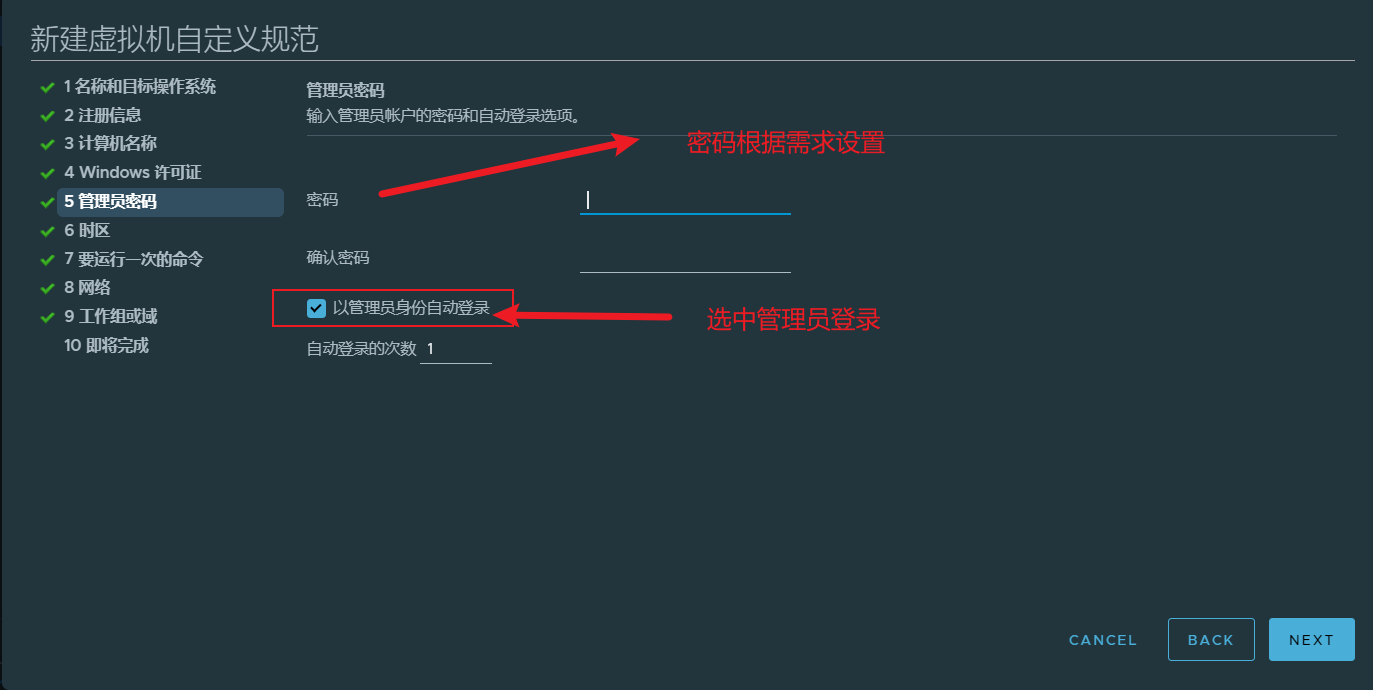 新建虚拟机自定义规范
1 名称和目标操作系统
2 注册信息
3 计算机名称
4 Windows 许可证
5 管理员密码
6 时区
7 要运行一次的命令
8 网络
9 工作组或域
10 即将完成
管理员密码
输入管理员帐户的密码和自动登录选项。
密码根据需求设置
密码
确认密码
以管理员身份自动登录
选中管理员登录
自动登录的次数 1
CANCEL
BACK
NEXT